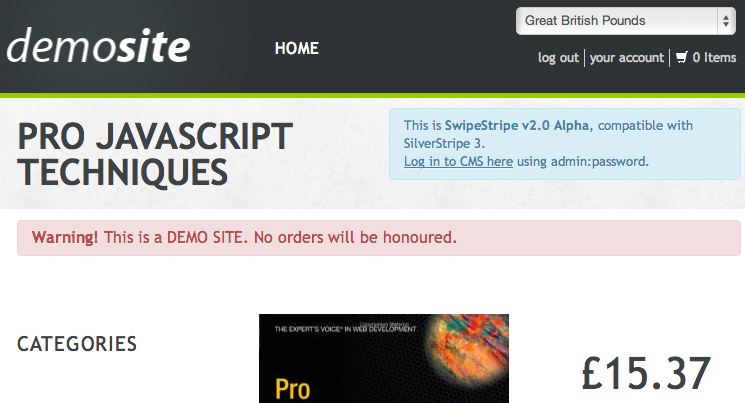 Great British Pounds
demosite
HOME
log out your account 0 Items
PRO JAVASCRIPT
TECHNIQUES
This is SwipeStripe v2.0 Alpha, compatible with
SilverStripe 3.
Log in to CMS here using admin:password.
Warning! This is a DEMO SITE. No orders will be honoured.
CATEGORIES
Copyrighted Material
THE EXPERT'S VOICE® IN WEB DEVELOPMENT
Pro
£15.37